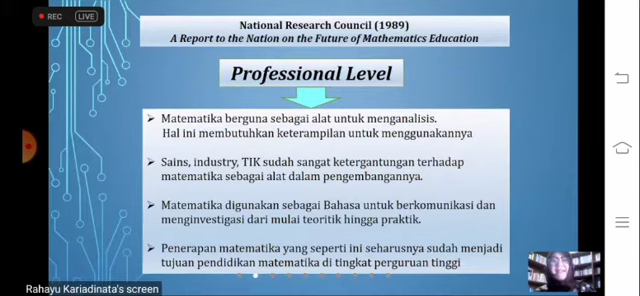 REC LIVE
National Research Council (1989)
A Report to the Nation on the Future of Mathematics Education
Professional Level
Matematika berguna sebagai alat untuk menganalisis.
Hal ini membutuhkan keterampilan untuk menggunakannya
Sains, industry, TIK sudah sangat ketergantungan terhadap
matematika sebagai alat dalam pengembangannya.
Matematika digunakan sebagai Bahasa untuk berkomunikasi dan
menginvestigasi dari mulai teoritik hingga praktik.
Penerapan matematika yang seperti ini seharusnya sudah menjadi
tujuan pendidikan matematika di tingkat perguruan tinggi
Rahayu Kariadinata's screen